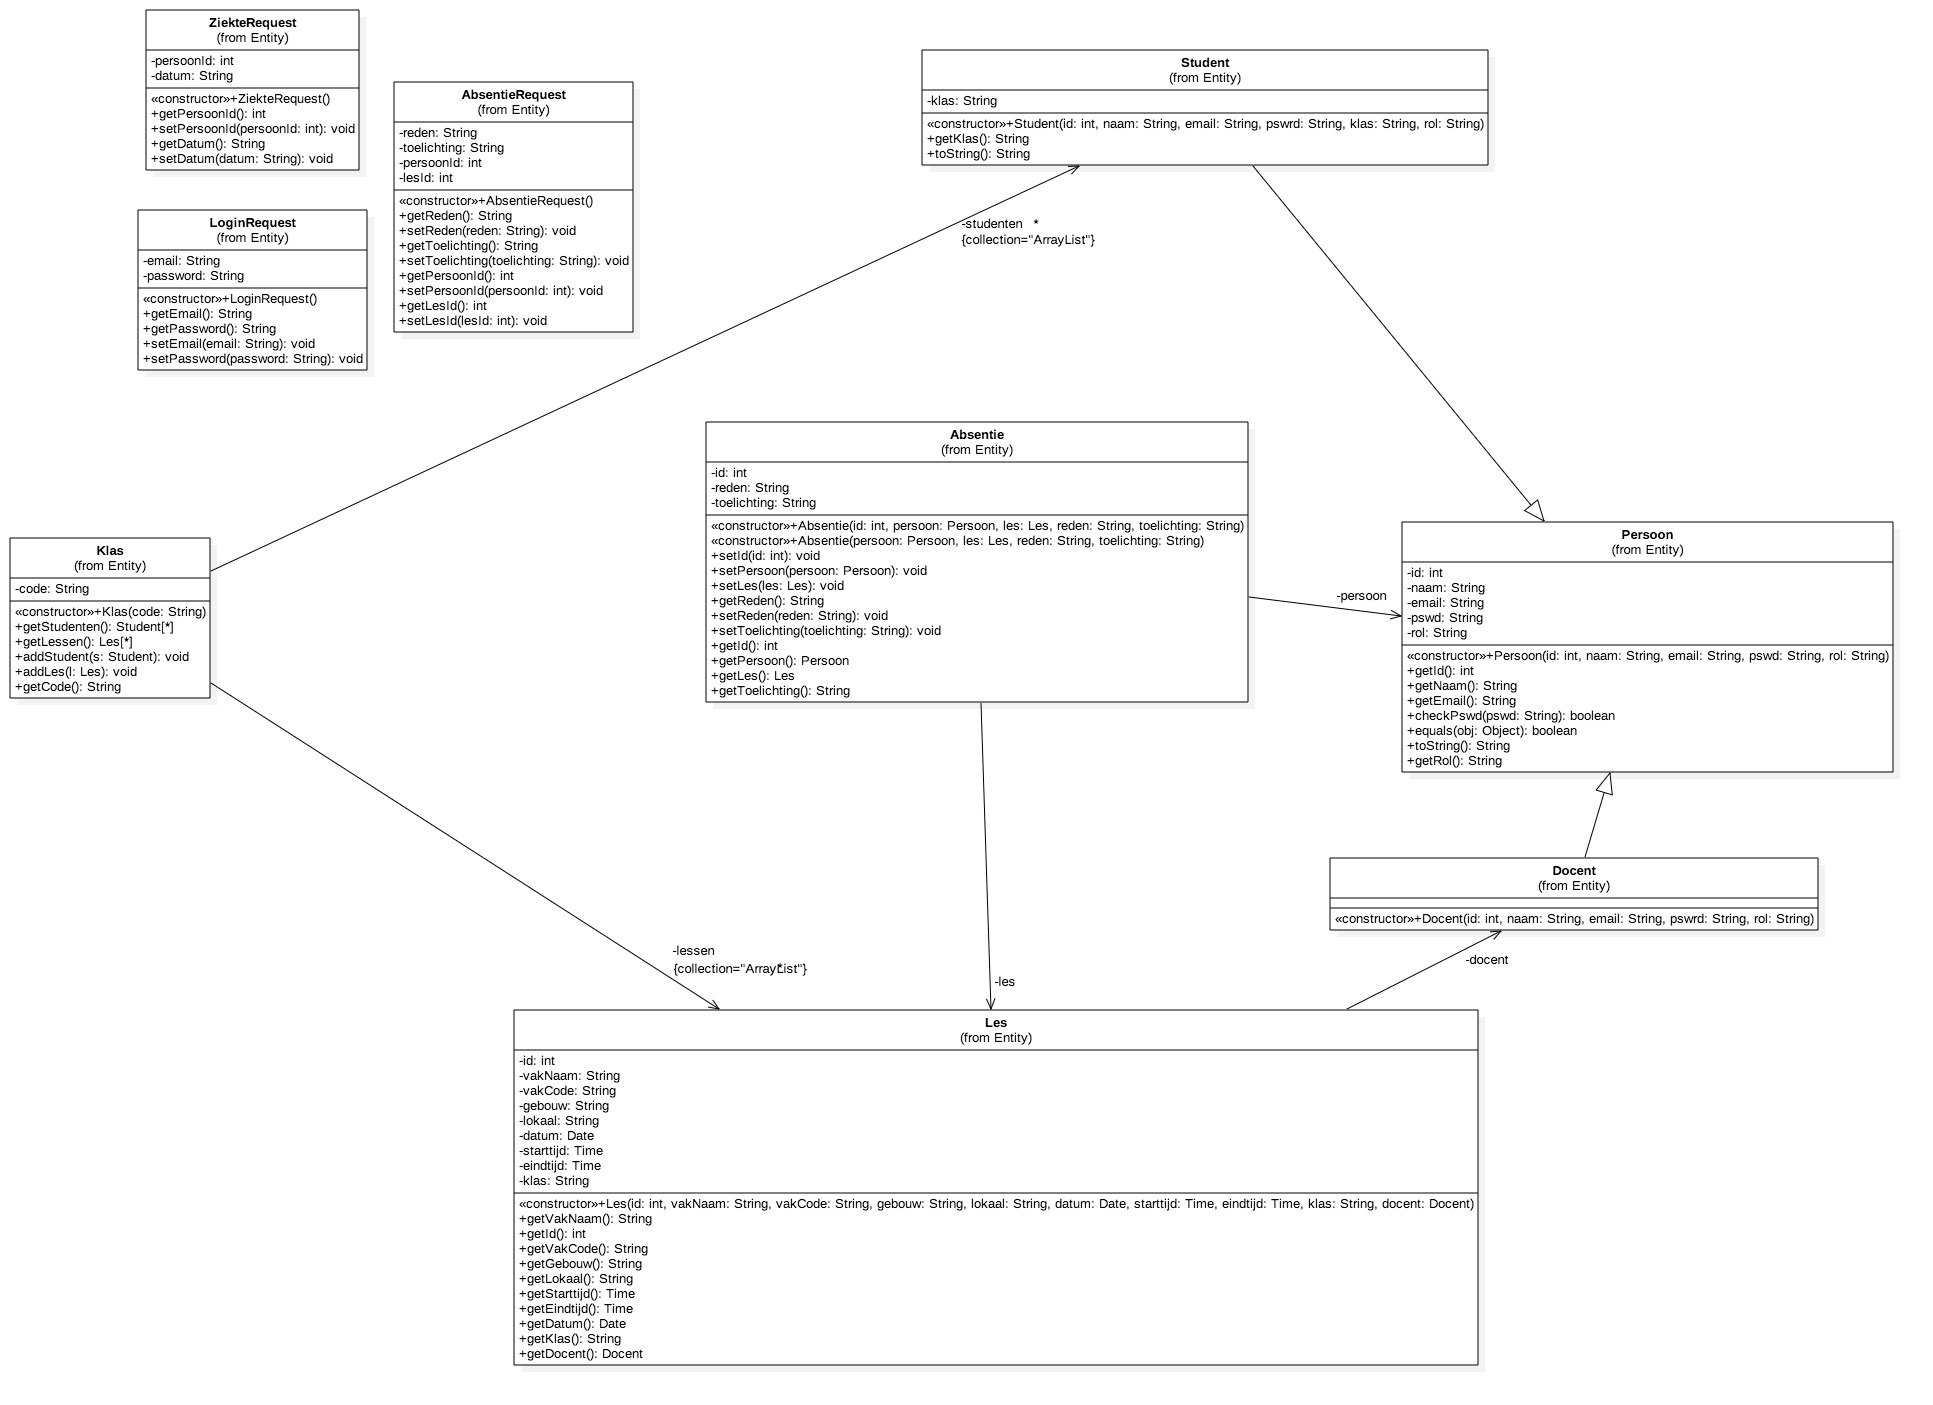 ZiekteRequest
(from Entity)
-persoonId: int
-datum: String
«constructor»+ZiekteRequest()
+getPersoonId(): int
+setPersoonId(persoonId: int): void
+getDatum(): String
+setDatum(datum: String): void
AbsentieRequest
(from Entity)
-reden: String
-toelichting: String
-persoonId: int
-lesId: int
«constructor»+AbsentieRequest()
+getReden(): String
+setReden(reden: String): void
+getToelichting(): String
+setToelichting(toelichting: String): void
+getPersoonId(): int
+setPersoonId(persoonId: int): void
+getLesId(): int
+setLesId(lesId: int): void
Student
(from Entity)
-klas: String
«constructor»+Student(id: int, naam: String, email: String, pswrd: String, klas: String, rol: String)
+getKlas(): String
+toString(): String
LoginRequest
(from Entity)
-email: String
-password: String
«constructor»+LoginRequest()
+getEmail(): String
+getPassword(): String
+setEmail(email: String): void
+setPassword(password: String): void
-studenten *
{collection="ArrayList"}
Absentie
(from Entity)
-id: int
-reden: String
-toelichting: String
«constructor»+Absentie(id: int, persoon: Persoon, les: Les, reden: String, toelichting: String)
«constructor»+Absentie(persoon: Persoon, les: Les, reden: String, toelichting: String)
+setId(id: int): void
+setPersoon(persoon: Persoon): void
+setLes(les: Les): void
+getReden(): String
+setReden(reden: String): void
+setToelichting(toelichting: String): void
+getId(): int
+getPersoon(): Persoon
+getLes(): Les
+getToelichting(): String
-persoon
Klas
(from Entity)
-code: String
«constructor»+Klas(code: String)
+getStudenten(): Student[*]
+getLessen(): Les[*]
+addStudent(s: Student): void
+addLes(l: Les): void
+getCode(): String
Persoon
(from Entity)
-id: int
-naam: String
-email: String
-pswd: String
-rol: String
«constructor»+Persoon(id: int, naam: String, email: String, pswd: String, rol: String)
+getId(): int
+getNaam(): String
+getEmail(): String
+checkPswd(pswd: String): boolean
+equals(obj: Object): boolean
+toString(): String
+getRol(): String
Docent
(from Entity)
«constructor»+Docent(id: int, naam: String, email: String, pswrd: String, rol: String)
-docent
-lessen
{collection="ArrayList"} *
-les
Les
(from Entity)
-id: int
-vakNaam: String
-vakCode: String
-gebouw: String
-lokaal: String
-datum: Date
-starttijd: Time
-eindtijd: Time
-klas: String
«constructor»+Les(id: int, vakNaam: String, vakCode: String, gebouw: String, lokaal: String, datum: Date, starttijd: Time, eindtijd: Time, klas: String, docent: Docent)
+getVakNaam(): String
+getId(): int
+getVakCode(): String
+getGebouw(): String
+getLokaal(): String
+getStarttijd(): Time
+getEindtijd(): Time
+getDatum(): Date
+getKlas(): String
+getDocent(): Docent